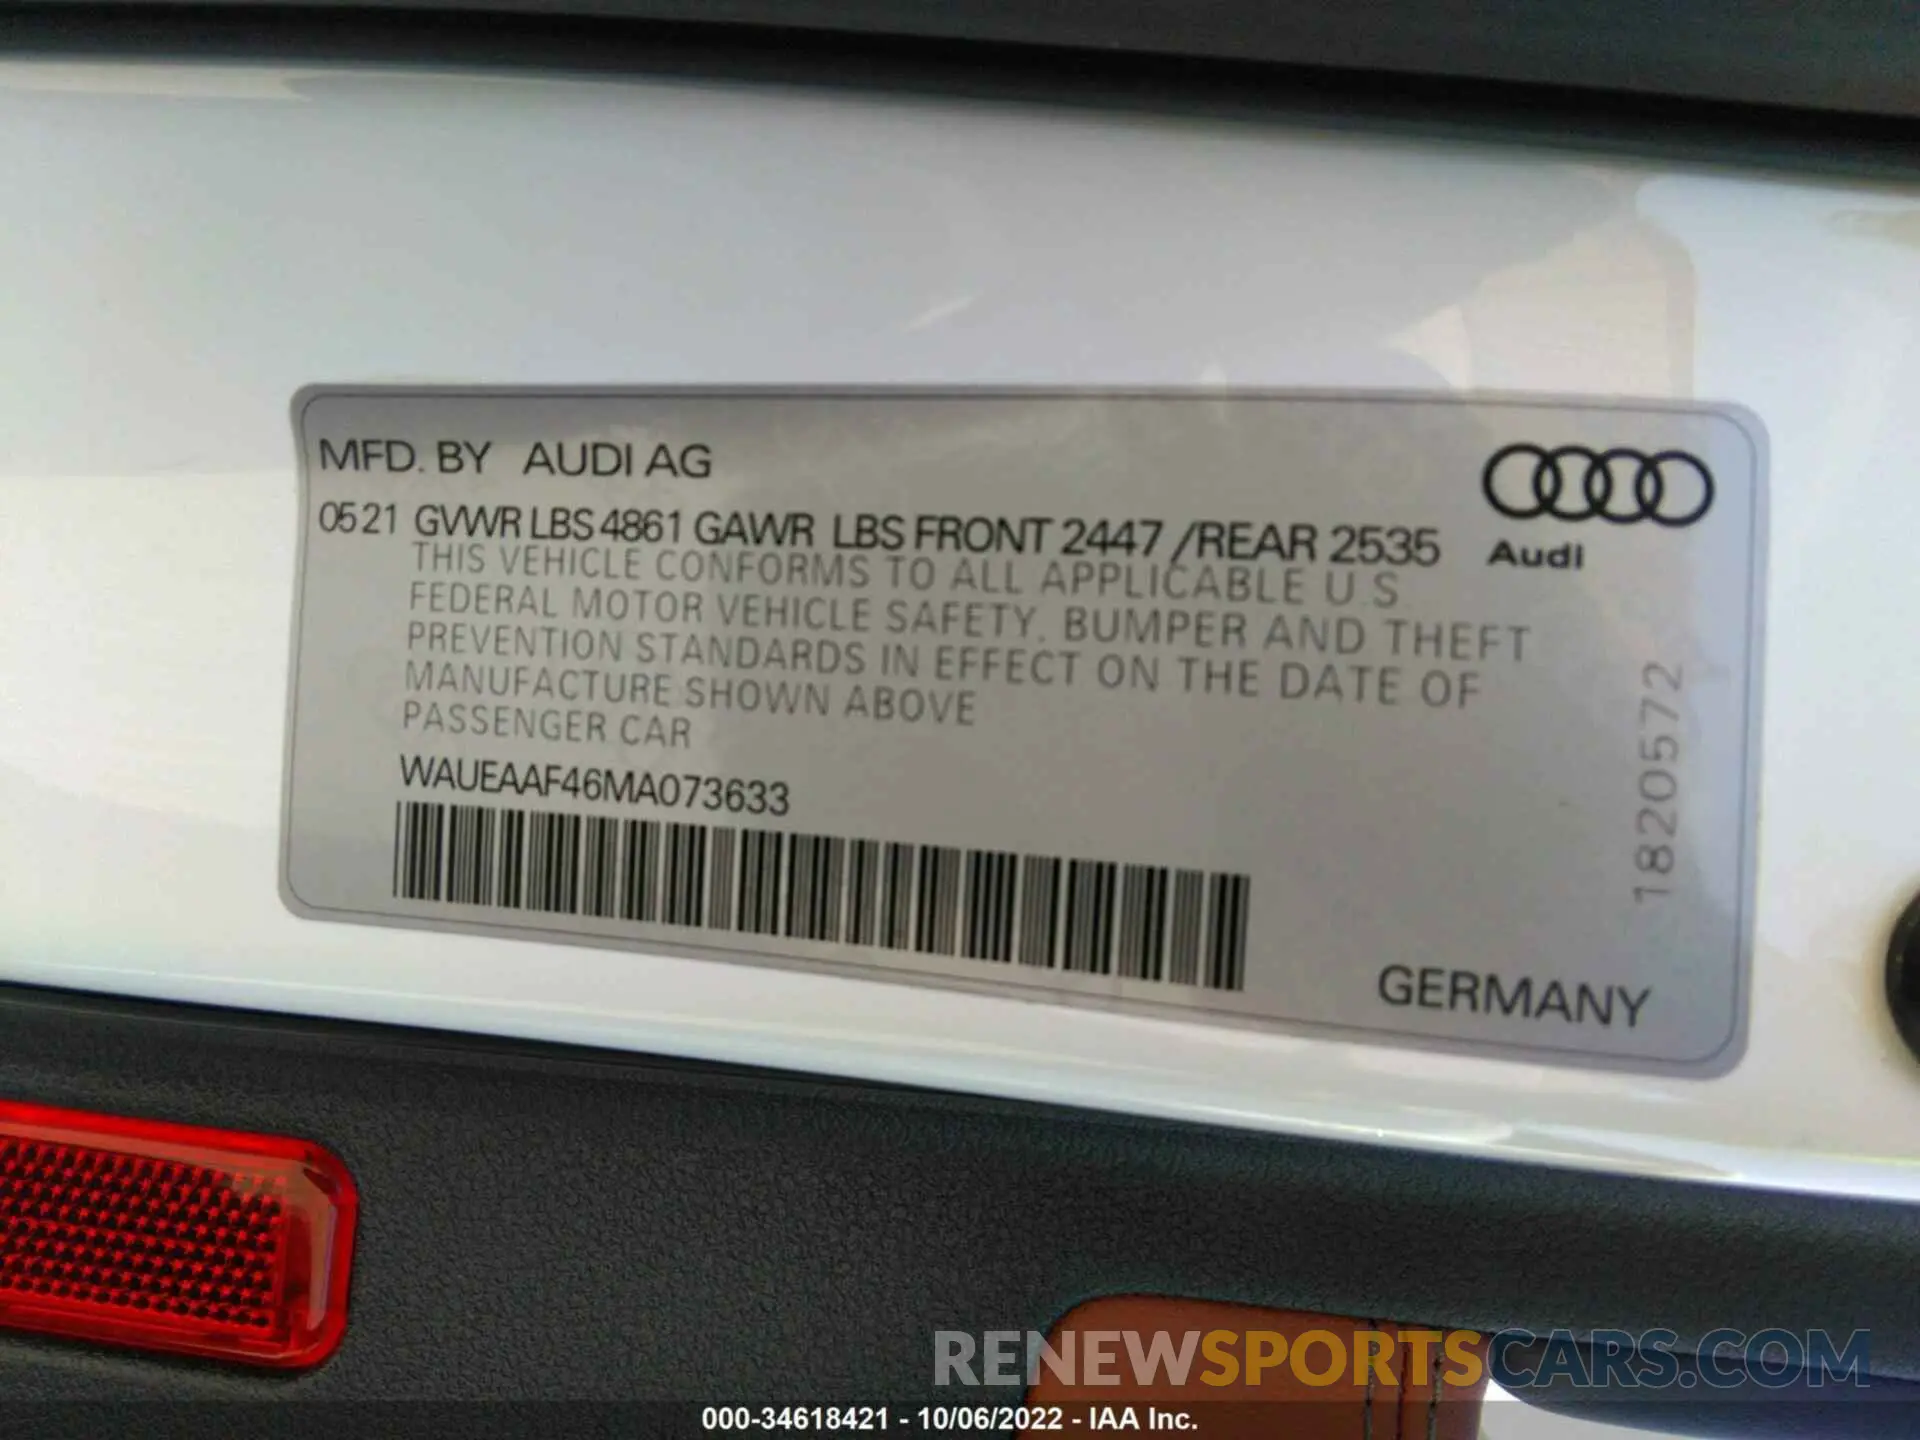 MFD. BY AUDI AG
0521 GVWR LBS 4861 GAWR LBS FRONT 2447 /REAR 2535
THIS VEHICLE CONFORMS TO ALL APPLICABLE U.S.
FEDERAL MOTOR VEHICLE SAFETY, BUMPER AND THEFT
PREVENTION STANDARDS IN EFFECT ON THE DATE OF
MANUFACTURE SHOWN ABOVE
PASSENGER CAR
WAUEAAF46MA073633
Audi
1820572
GERMANY
RENEWSPORTSCARS.COM
000-34618421 - 10/06/2022 - IAA Inc.